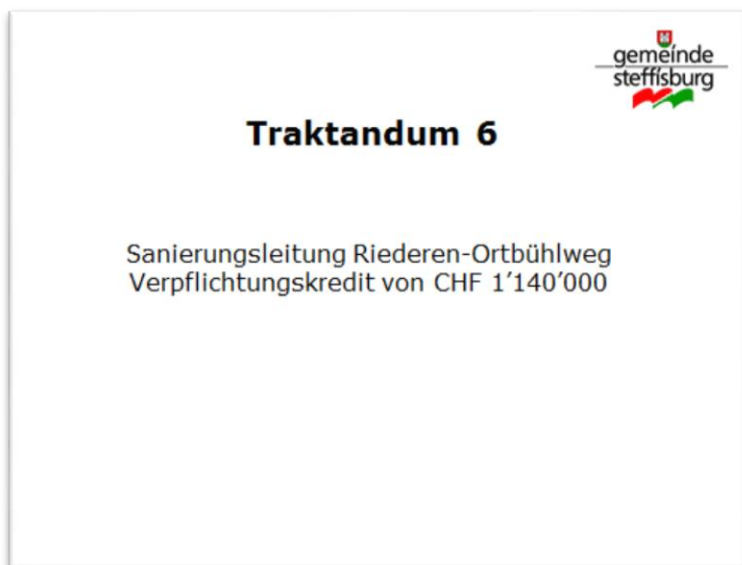 gemeinde
steffisburg
Traktandum 6
Sanierungsleitung Riederen-Ortbühlweg
Verpflichtungskredit von CHF 1’140’000